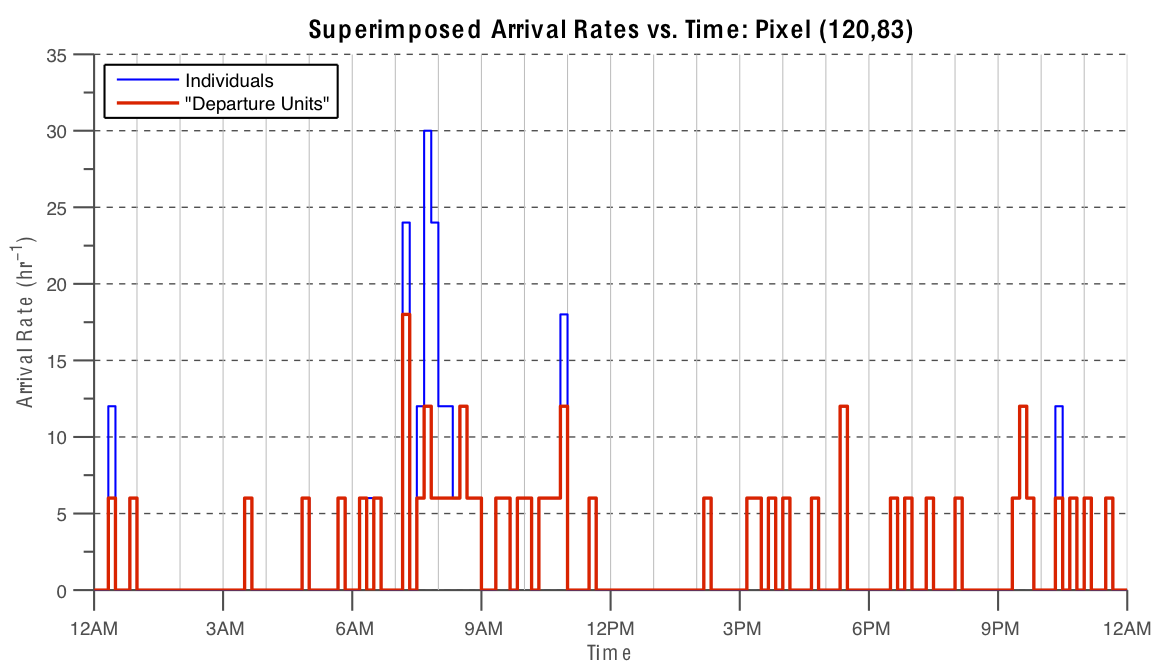 Superimposed Arrival Rates vs. Time: Pixel (120,83)
Individuals
"Departure Units"
Arrival Rate (hr⁻¹)
35
30
25
20
15
10
5
0
12AM 3AM 6AM 9AM 12PM 3PM 6PM 9PM 12AM
Time